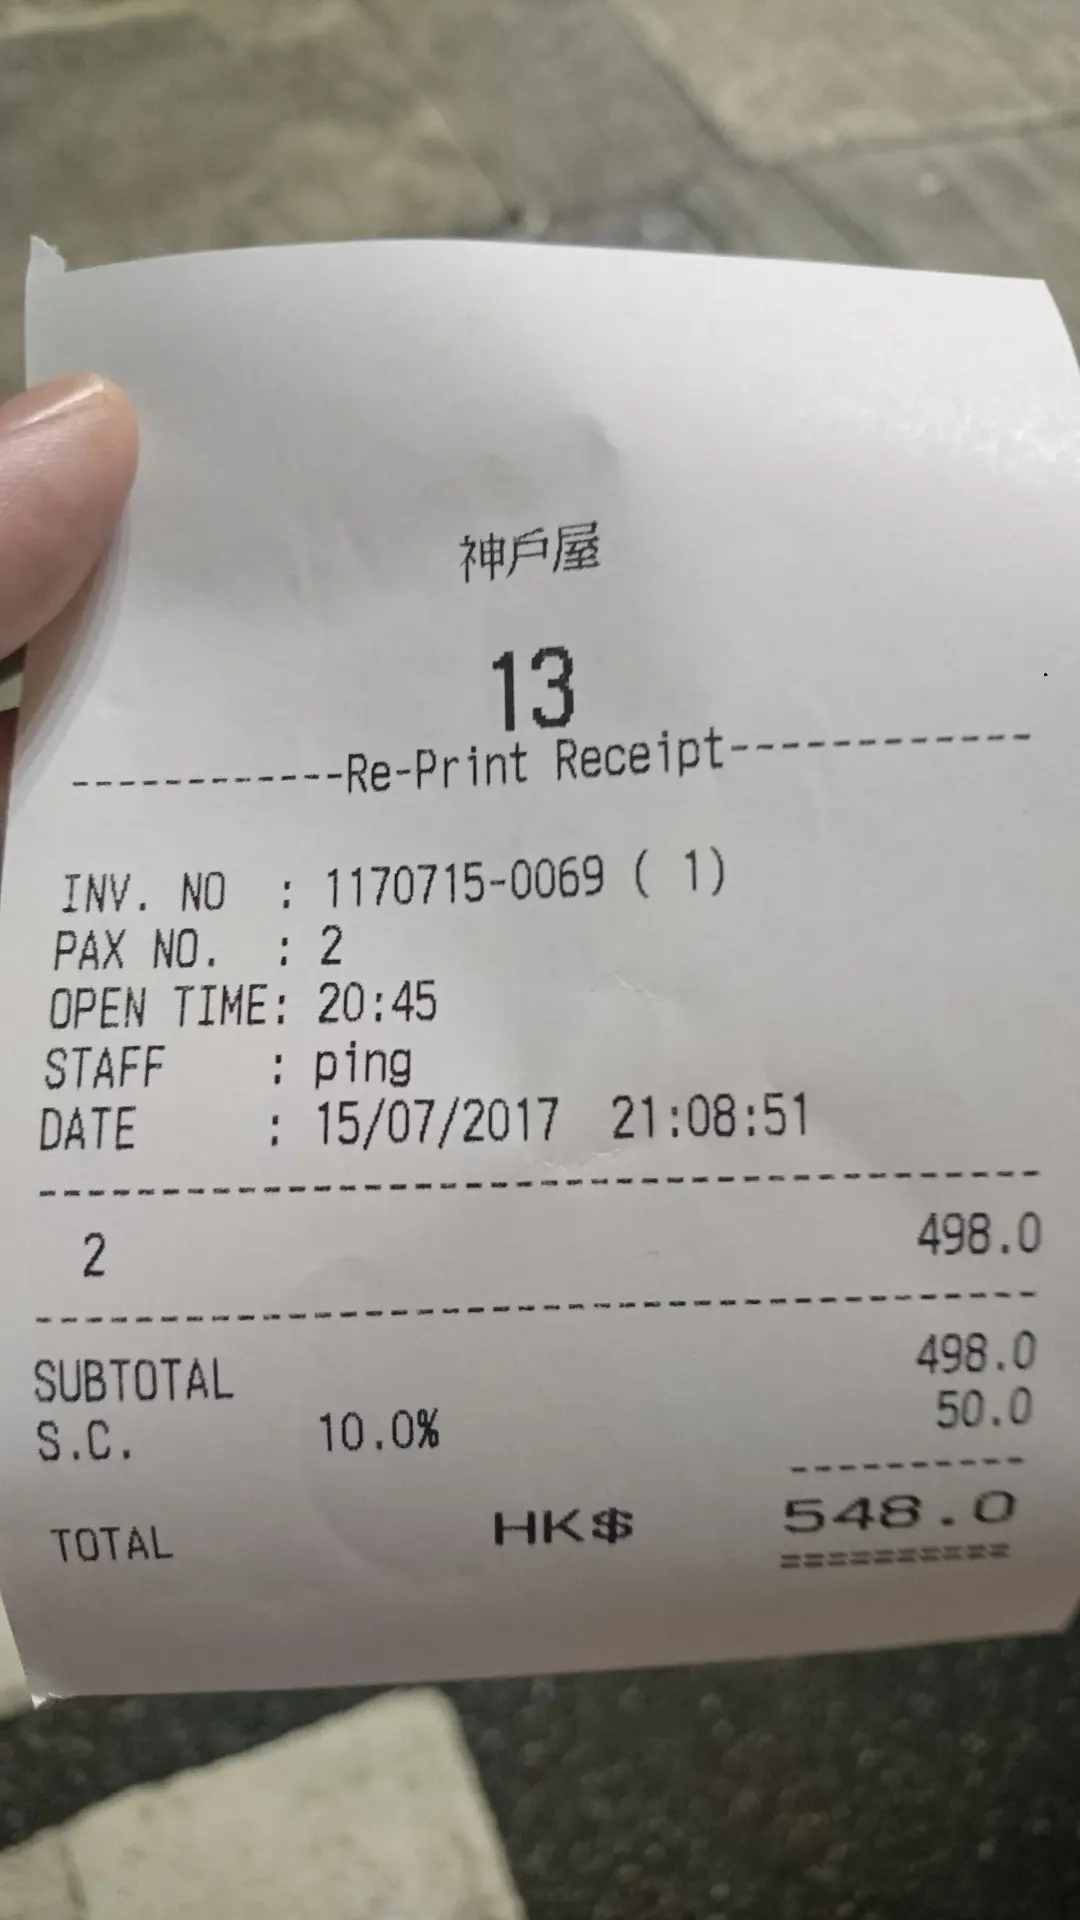 神戶屋
13
------------Re-Print Receipt-------------
INV. NO : 1170715-0069 ( 1)
PAX NO. : 2
OPEN TIME: 20:45
STAFF : ping
DATE : 15/07/2017 21:08:51
2 498.0
SUBTOTAL 498.0
S.C. 10.0% 50.0
TOTAL HK$ 548.0